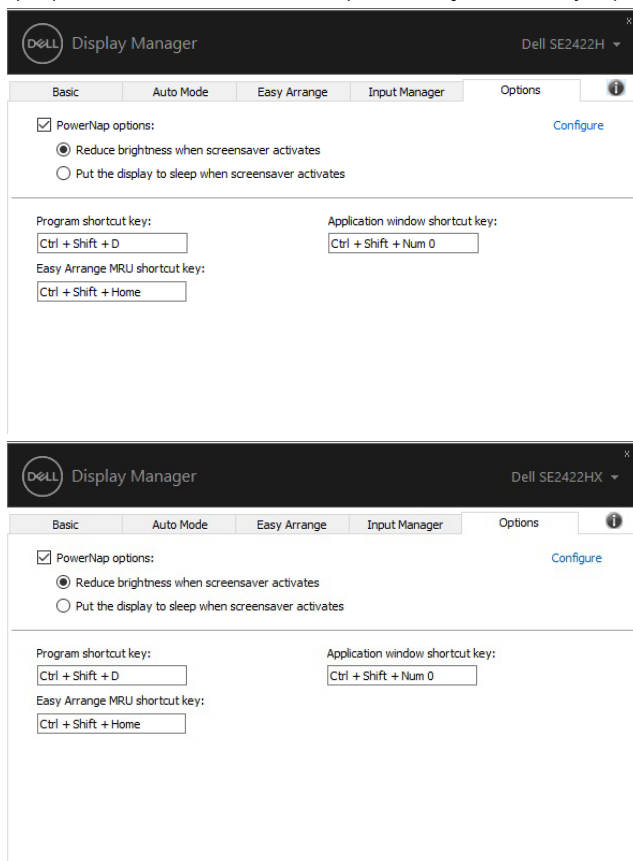 DELL Display Manager Dell SE2422H
x
Basic Auto Mode Easy Arrange Input Manager Options
PowerNap options: Configure
Reduce brightness when screensaver activates
Put the display to sleep when screensaver activates
Program shortcut key: Application window shortcut key:
Ctrl + Shift + D Ctrl + Shift + Num 0
Easy Arrange MRU shortcut key:
Ctrl + Shift + Home
x
DELL Display Manager Dell SE2422HX
Basic Auto Mode Easy Arrange Input Manager Options
PowerNap options: Configure
Reduce brightness when screensaver activates
Put the display to sleep when screensaver activates
Program shortcut key: Application window shortcut key:
Ctrl + Shift + D Ctrl + Shift + Num 0
Easy Arrange MRU shortcut key:
Ctrl + Shift + Home